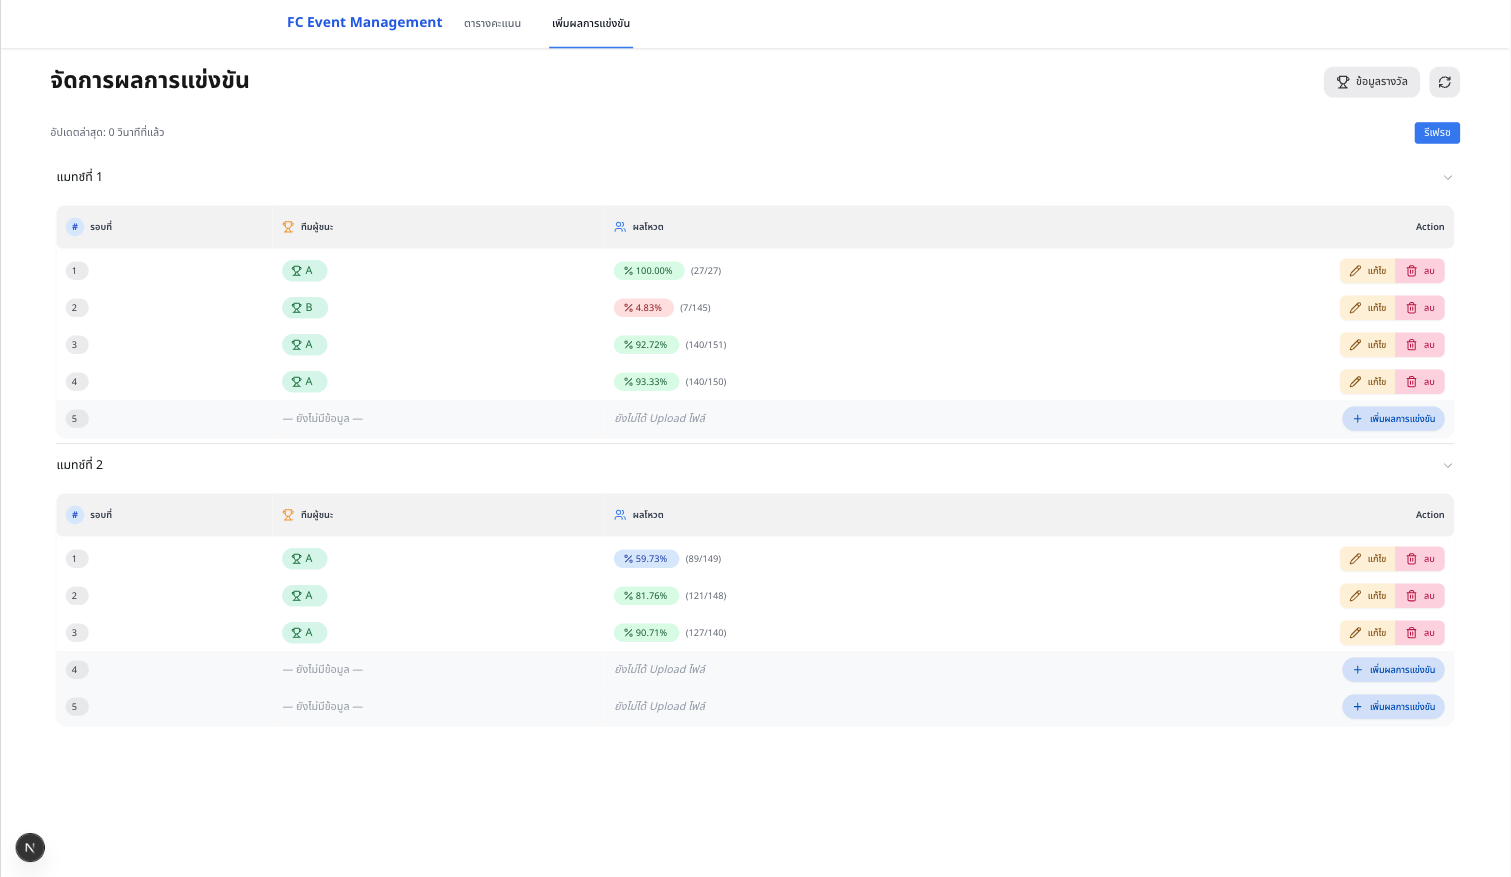 FC Event Management ตารางคะแนน เพิ่มผลการแข่งขัน
จัดการผลการแข่งขัน ข้อมูลรางวัล
อัปเดตล่าสุด: 0 วินาทีที่แล้ว รีเฟรช
แมทช์ที่ 1
# รอบที่ ทีมผู้ชนะ ผลโหวต Action
1 A % 100.00% (27/27) แก้ไข ลบ
2 B % 4.83% (7/145) แก้ไข ลบ
3 A % 92.72% (140/151) แก้ไข ลบ
4 A % 93.33% (140/150) แก้ไข ลบ
5 — ยังไม่มีข้อมูล — ยังไม่ได้ Upload ไฟล์ + เพิ่มผลการแข่งขัน
แมทช์ที่ 2
# รอบที่ ทีมผู้ชนะ ผลโหวต Action
1 A % 59.73% (89/149) แก้ไข ลบ
2 A % 81.76% (121/148) แก้ไข ลบ
3 A % 90.71% (127/140) แก้ไข ลบ
4 — ยังไม่มีข้อมูล — ยังไม่ได้ Upload ไฟล์ + เพิ่มผลการแข่งขัน
5 — ยังไม่มีข้อมูล — ยังไม่ได้ Upload ไฟล์ + เพิ่มผลการแข่งขัน
N